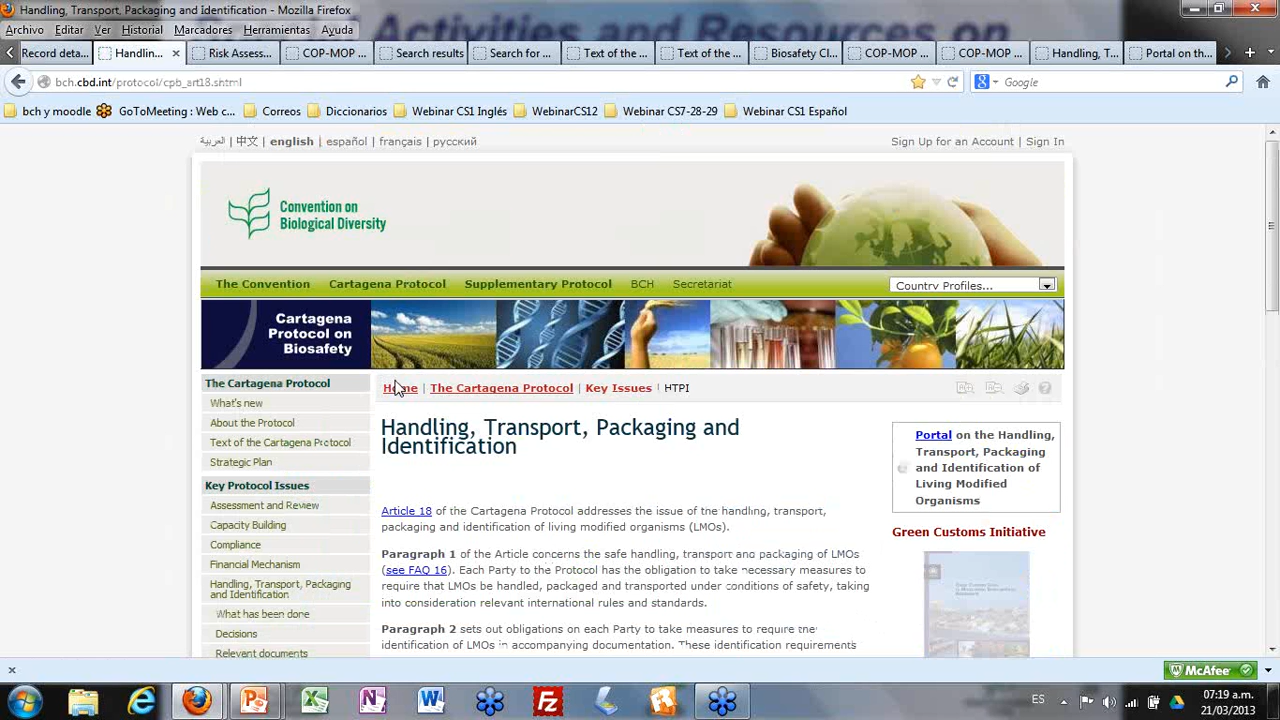 Handling, Transport, Packaging and Identification - Mozilla Firefox
Archivo Editar Ver Historial Marcadores Herramientas Ayuda
Record deta... Handlin... Risk Assess... COP-MOP ... Search results Search for ... Text of the ... Text of the ... Biosafety Cl... COP-MOP ... COP-MOP ... Handling, T... Portal on th...
bch.cbd.int/protocol/cpb_art18.shtml Google
bch y moodle GoToMeeting : Web c... Correos Diccionarios Webinar CS1 Inglés WebinarCS12 Webinar CS7-28-29 Webinar CS1 Español
العربية | 中文 | english | español | français | русский Sign Up for an Account | Sign In
Convention on
Biological Diversity
The Convention Cartagena Protocol Supplementary Protocol BCH Secretariat Country Profiles...
Cartagena
Protocol on
Biosafety
The Cartagena Protocol
What's new
About the Protocol
Text of the Cartagena Protocol
Strategic Plan
Key Protocol Issues
Assessment and Review
Capacity Building
Compliance
Financial Mechanism
Handling, Transport, Packaging
and Identification
What has been done
Decisions
Relevant documents
Home | The Cartagena Protocol | Key Issues | HTPI
Handling, Transport, Packaging and
Identification
Article 18 of the Cartagena Protocol addresses the issue of the handling, transport,
packaging and identification of living modified organisms (LMOs).
Paragraph 1 of the Article concerns the safe handling, transport and packaging of LMOs
(see FAQ 16). Each Party to the Protocol has the obligation to take necessary measures to
require that LMOs be handled, packaged and transported under conditions of safety, taking
into consideration relevant international rules and standards.
Paragraph 2 sets out obligations on each Party to take measures to require the
identification of LMOs in accompanying documentation. These identification requirements
Portal on the Handling,
Transport, Packaging
and Identification of
Living Modified
Organisms
Green Customs Initiative
McAfee
ES
07:19 a.m.
21/03/2013